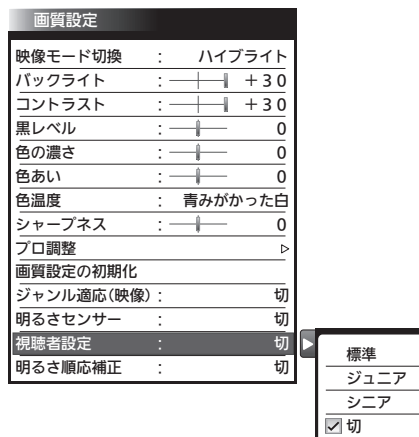 画質設定
映像モード切換 : ハイブライト
バックライト : +30
コントラスト : +30
黒レベル : 0
色の濃さ : 0
色あい : 0
色温度 : 青みがかった白
シャープネス : 0
プロ調整
画質設定の初期化
ジャンル適応(映像) : 切
明るさセンサー : 切
視聴者設定 : 切
明るさ順応補正 : 切
標準
ジュニア
シニア
切